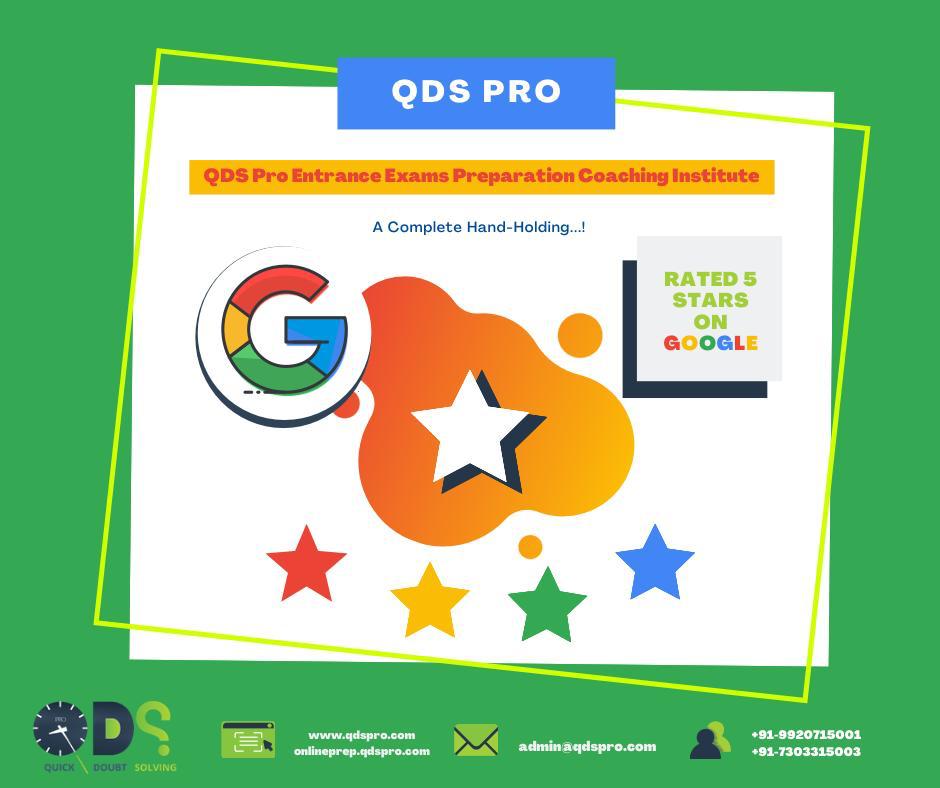 QDS PRO
QDS Pro Entrance Exams Preparation Coaching Institute
A Complete Hand-Holding...!
G
RATED 5
STARS
ON
GOOGLE
PRO
QDS
QUICK DOUBT SOLVING
www.qdspro.com
onlineprep.qdspro.com
admin@qdspro.com
+91-9920715001
+91-7303315003